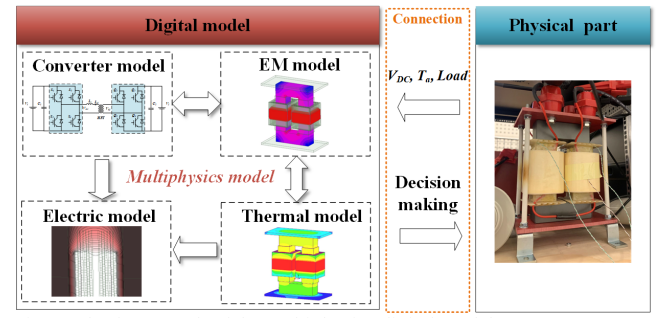 Digital model
Connection
Physical part
Converter model
EM model
V_DC, T_a, Load
Multiphysics model
Decision
making
Electric model
Thermal model